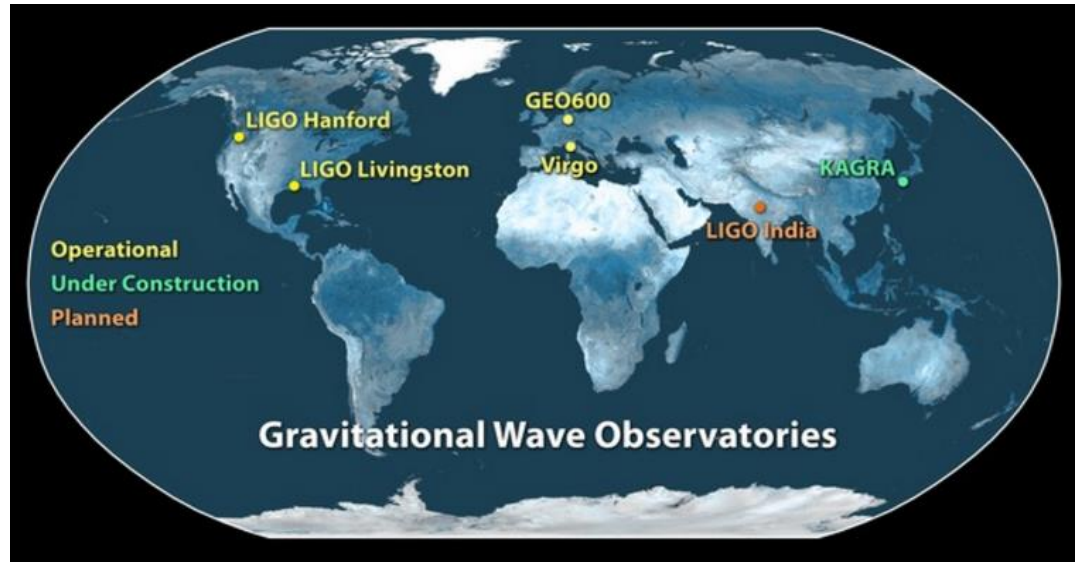 GEO600
LIGO Hanford
Virgo
LIGO Livingston
KAGRA
LIGO India
Operational
Under Construction
Planned
Gravitational Wave Observatories